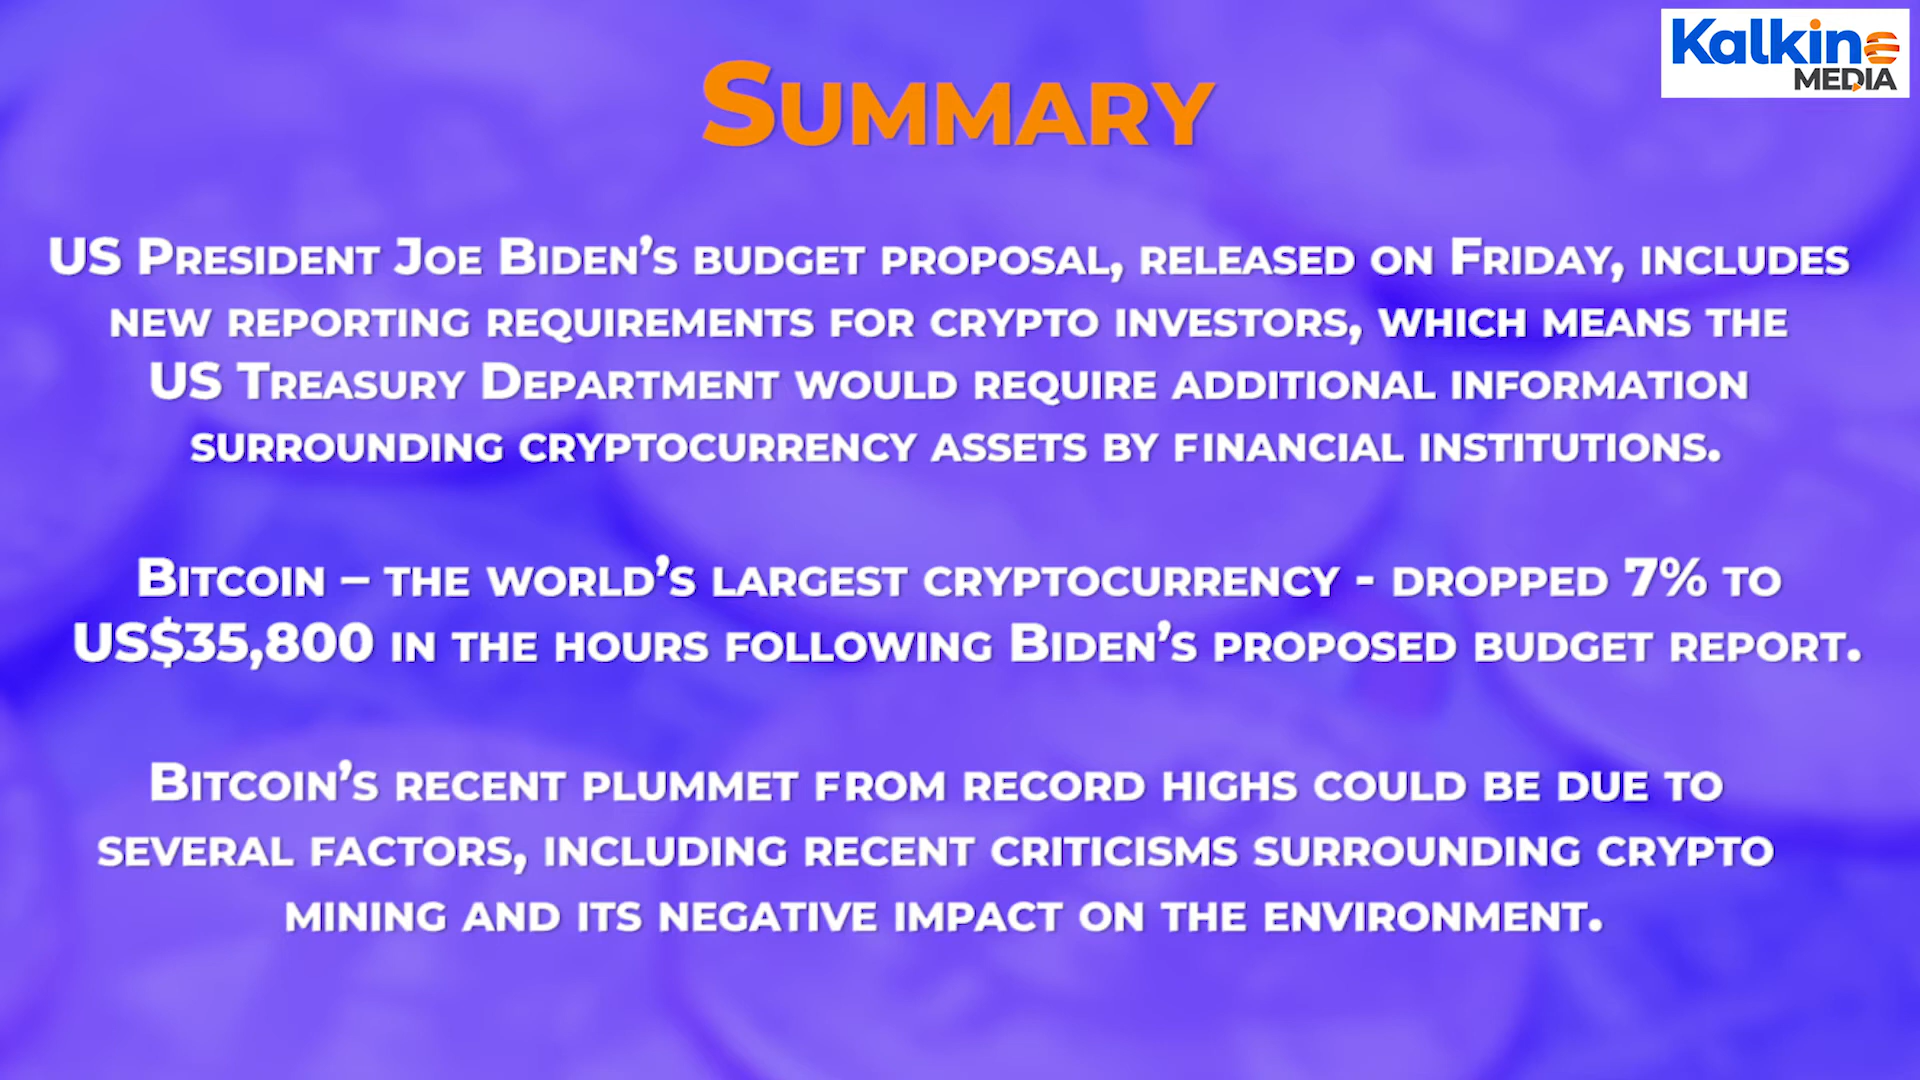 Kalkine
MEDIA
Summary
US President Joe Biden’s budget proposal, released on Friday, includes
new reporting requirements for crypto investors, which means the
US Treasury Department would require additional information
surrounding cryptocurrency assets by financial institutions.
Bitcoin – the world’s largest cryptocurrency - dropped 7% to
US$35,800 in the hours following Biden’s proposed budget report.
Bitcoin’s recent plummet from record highs could be due to
several factors, including recent criticisms surrounding crypto
mining and its negative impact on the environment.